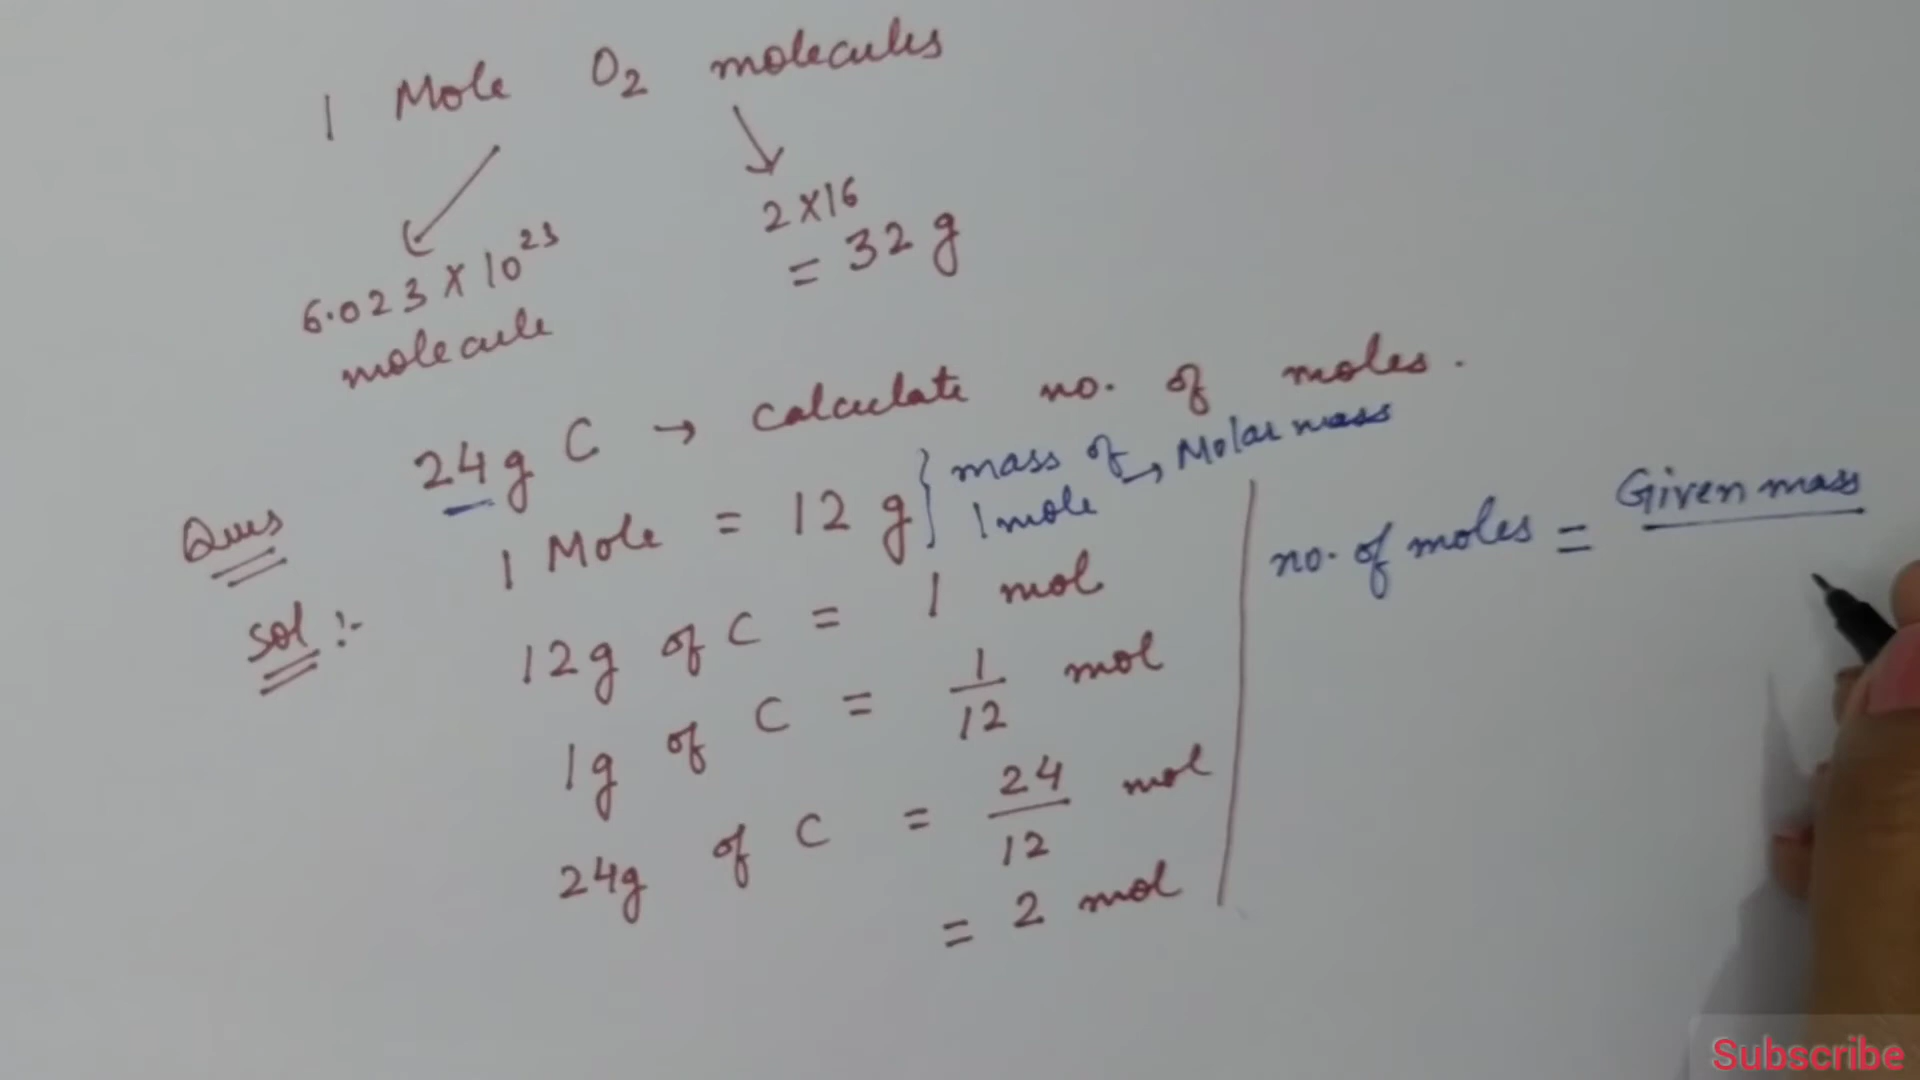 1 Mole O₂ molecules
6.023 X 10²³
molecule
2 X 16
= 32 g
Ques 24g C → calculate no. of moles.
Sol :- 1 Mole = 12 g } mass of 1 mole → Molar mass
12g of C = 1 mol
1g of C = 1/12 mol
24g of C = 24/12 mol
= 2 mol
no. of moles = Given mass
Subscribe